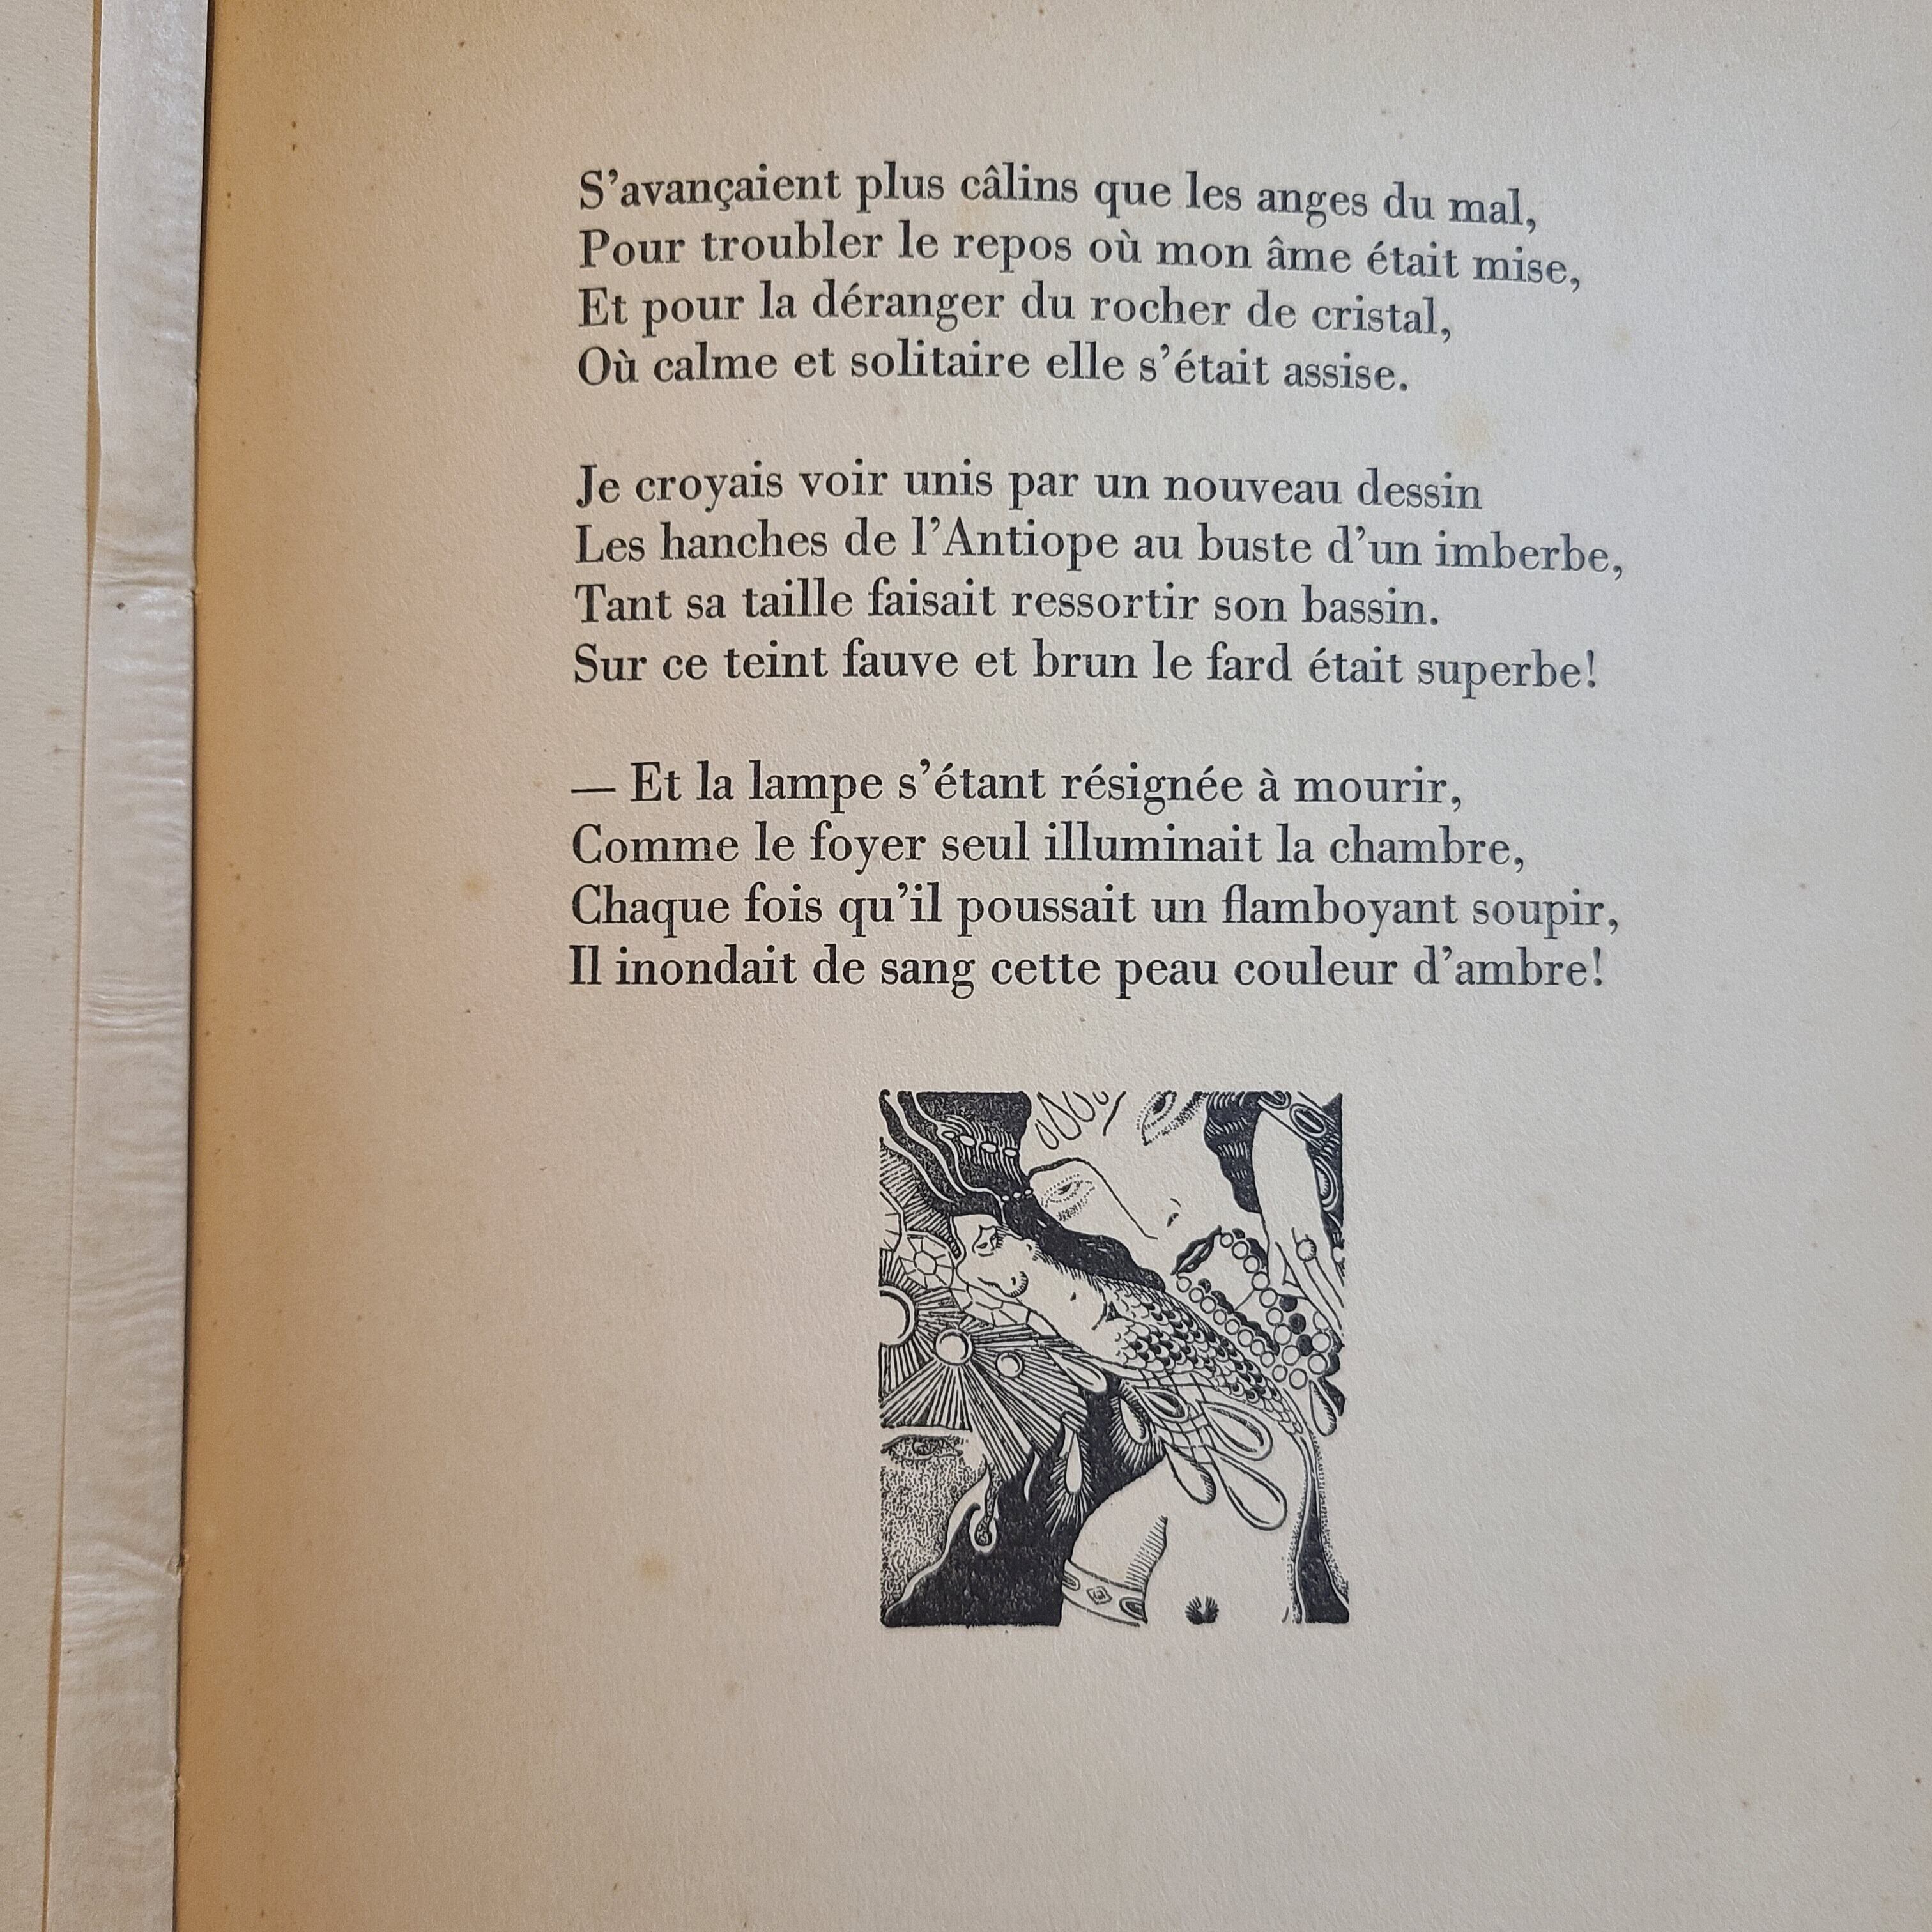 S’avançaient plus câlins que les anges du mal,
Pour troubler le repos où mon âme était mise,
Et pour la déranger du rocher de cristal,
Où calme et solitaire elle s’était assise.
Je croyais voir unis par un nouveau dessin
Les hanches de l’Antiope au buste d’un imberbe,
Tant sa taille faisait ressortir son bassin.
Sur ce teint fauve et brun le fard était superbe!
— Et la lampe s’étant résignée à mourir,
Comme le foyer seul illuminait la chambre,
Chaque fois qu’il poussait un flamboyant soupir,
Il inondait de sang cette peau couleur d’ambre!